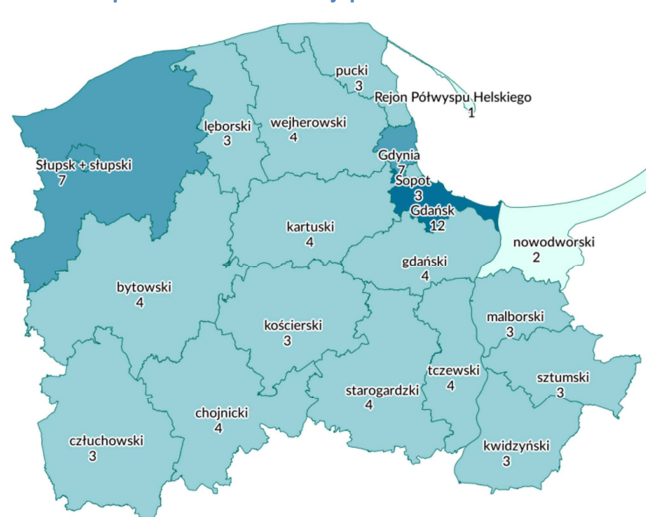 pucki
3
Rejon Półwyspu Helskiego
1
lęborski
3
wejherowski
4
Gdynia
7
Słupsk + słupski
7
Sopot
3
Gdańsk
12
kartuski
4
nowodworski
2
gdański
4
bytowski
4
kościerski
3
malborski
3
tczewski
4
sztumski
3
starogardzki
4
chojnicki
4
człuchowski
3
kwidzyński
3